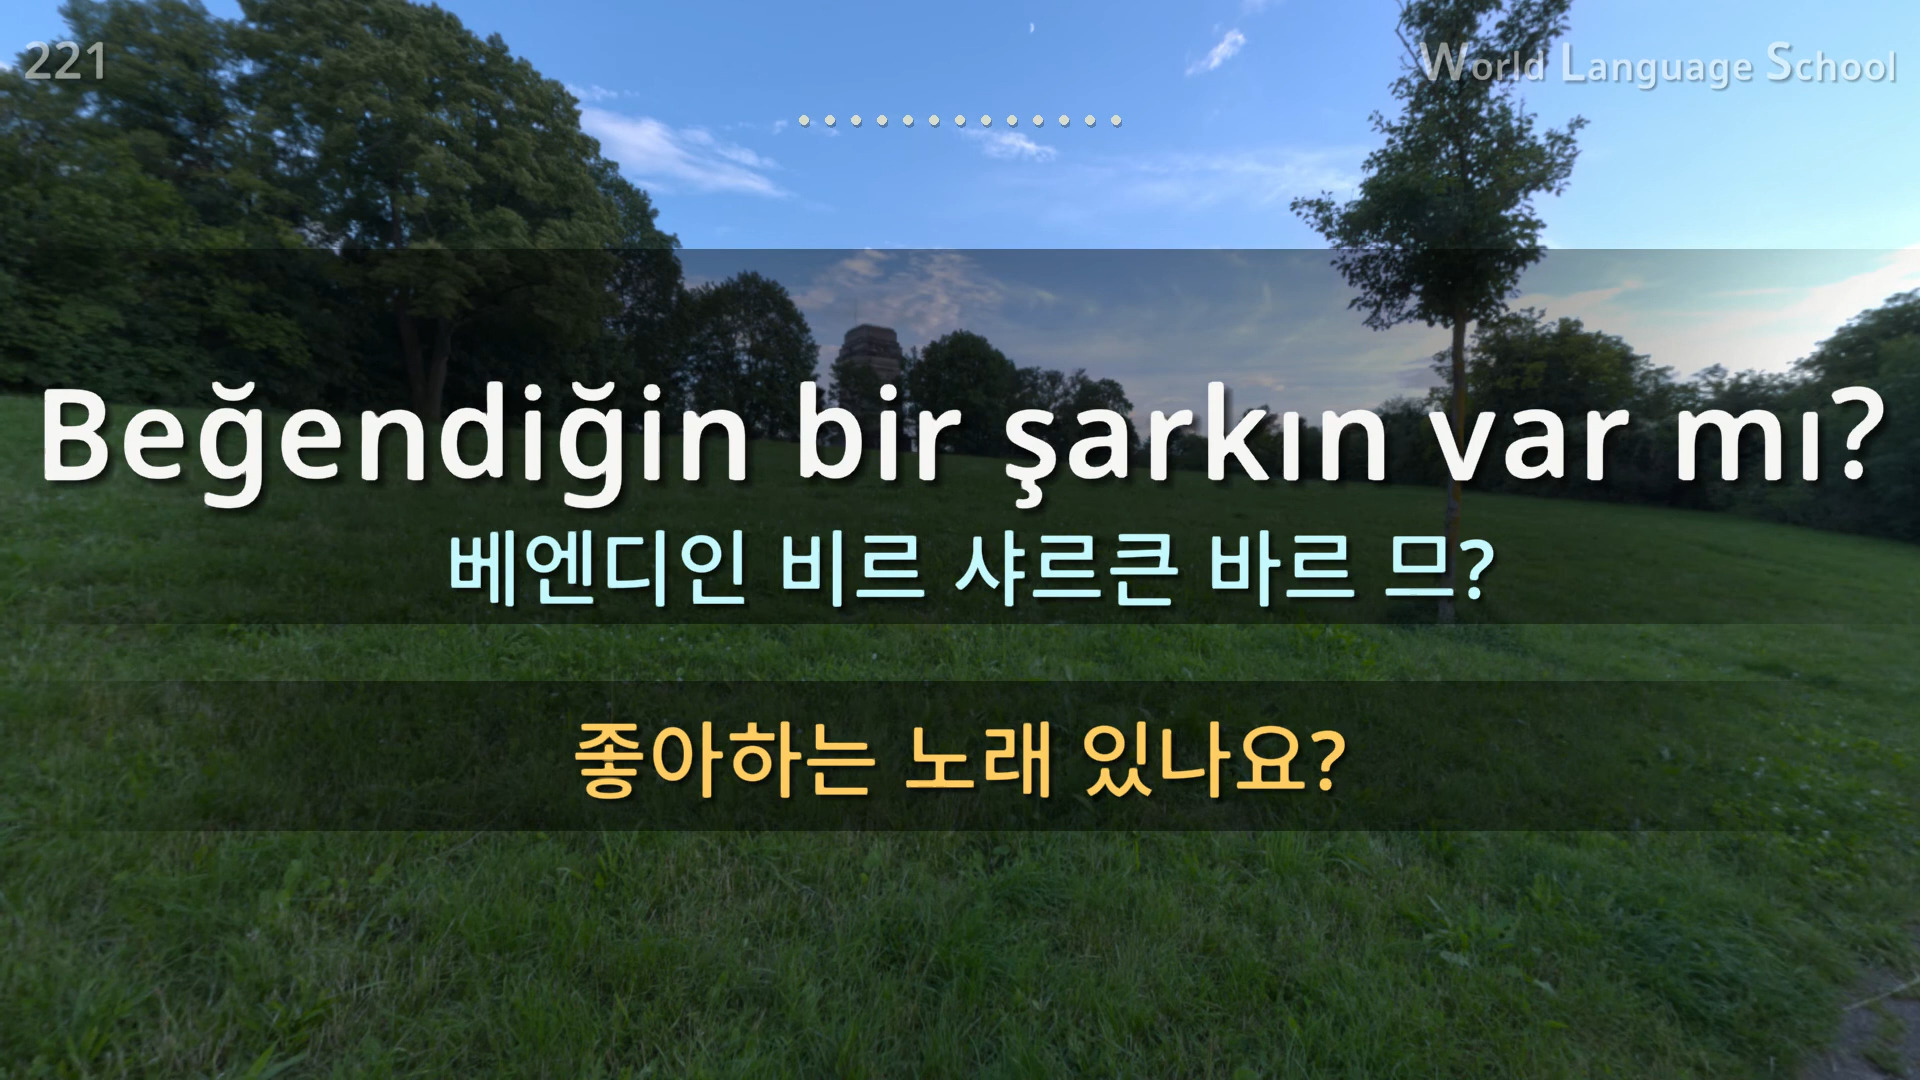 221
World Language School
Beğendiğin bir şarkın var mı?
베엔디인 비르 샤르큰 바르 므?
좋아하는 노래 있나요?